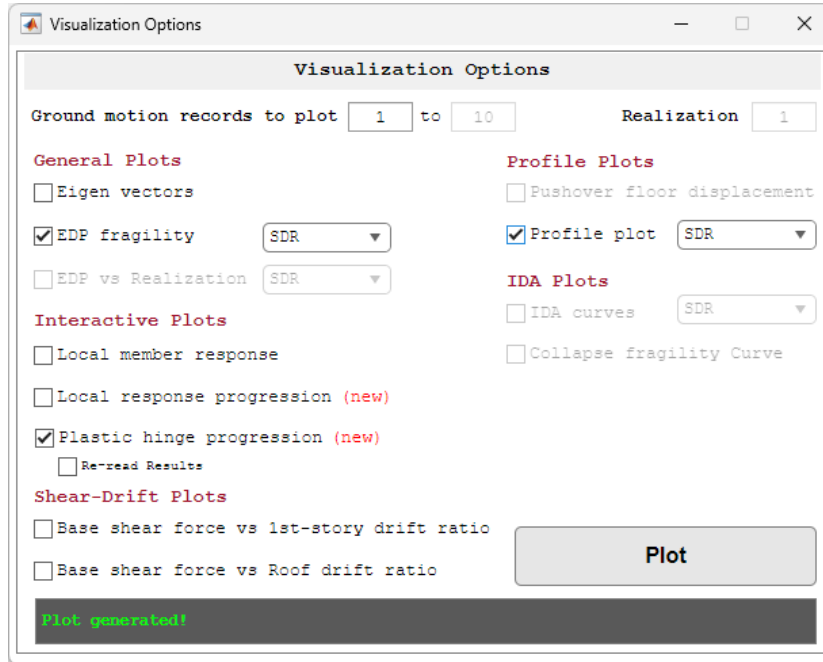 Visualization Options
Visualization Options
Ground motion records to plot 1 to 10 Realization 1
General Plots
Eigen vectors
EDP fragility SDR
EDP vs Realization SDR
Interactive Plots
Local member response
Local response progression (new)
Plastic hinge progression (new)
Re-read Results
Shear-Drift Plots
Base shear force vs 1st-story drift ratio
Base shear force vs Roof drift ratio
Profile Plots
Pushover floor displacement
Profile plot SDR
IDA Plots
IDA curves SDR
Collapse fragility Curve
Plot
Plot generated!